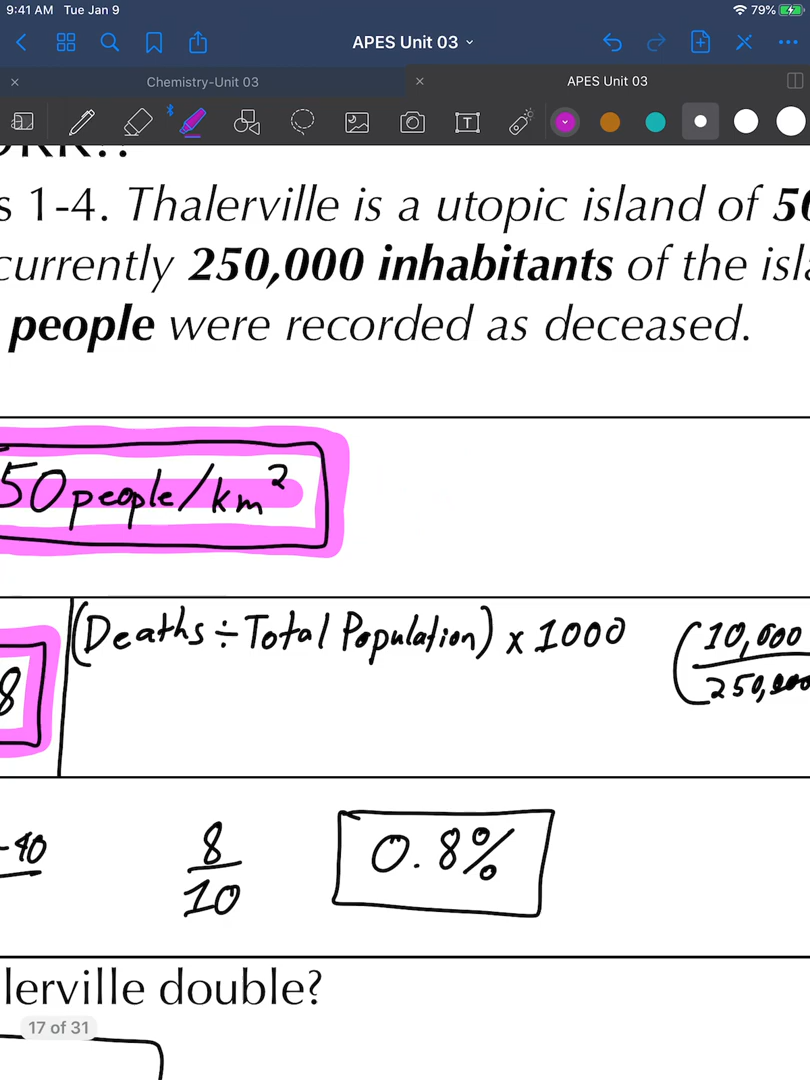 9:41 AM Tue Jan 9 79%
APES Unit 03
Chemistry-Unit 03 APES Unit 03
T
s 1-4. Thalerville is a utopic island of 50
currently 250,000 inhabitants of the isla
people were recorded as deceased.
50 people/km²
8 (Deaths ÷ Total Population) x 1000 (10,000
250,000
-40 8 0.8%
10
lerville double?
17 of 31